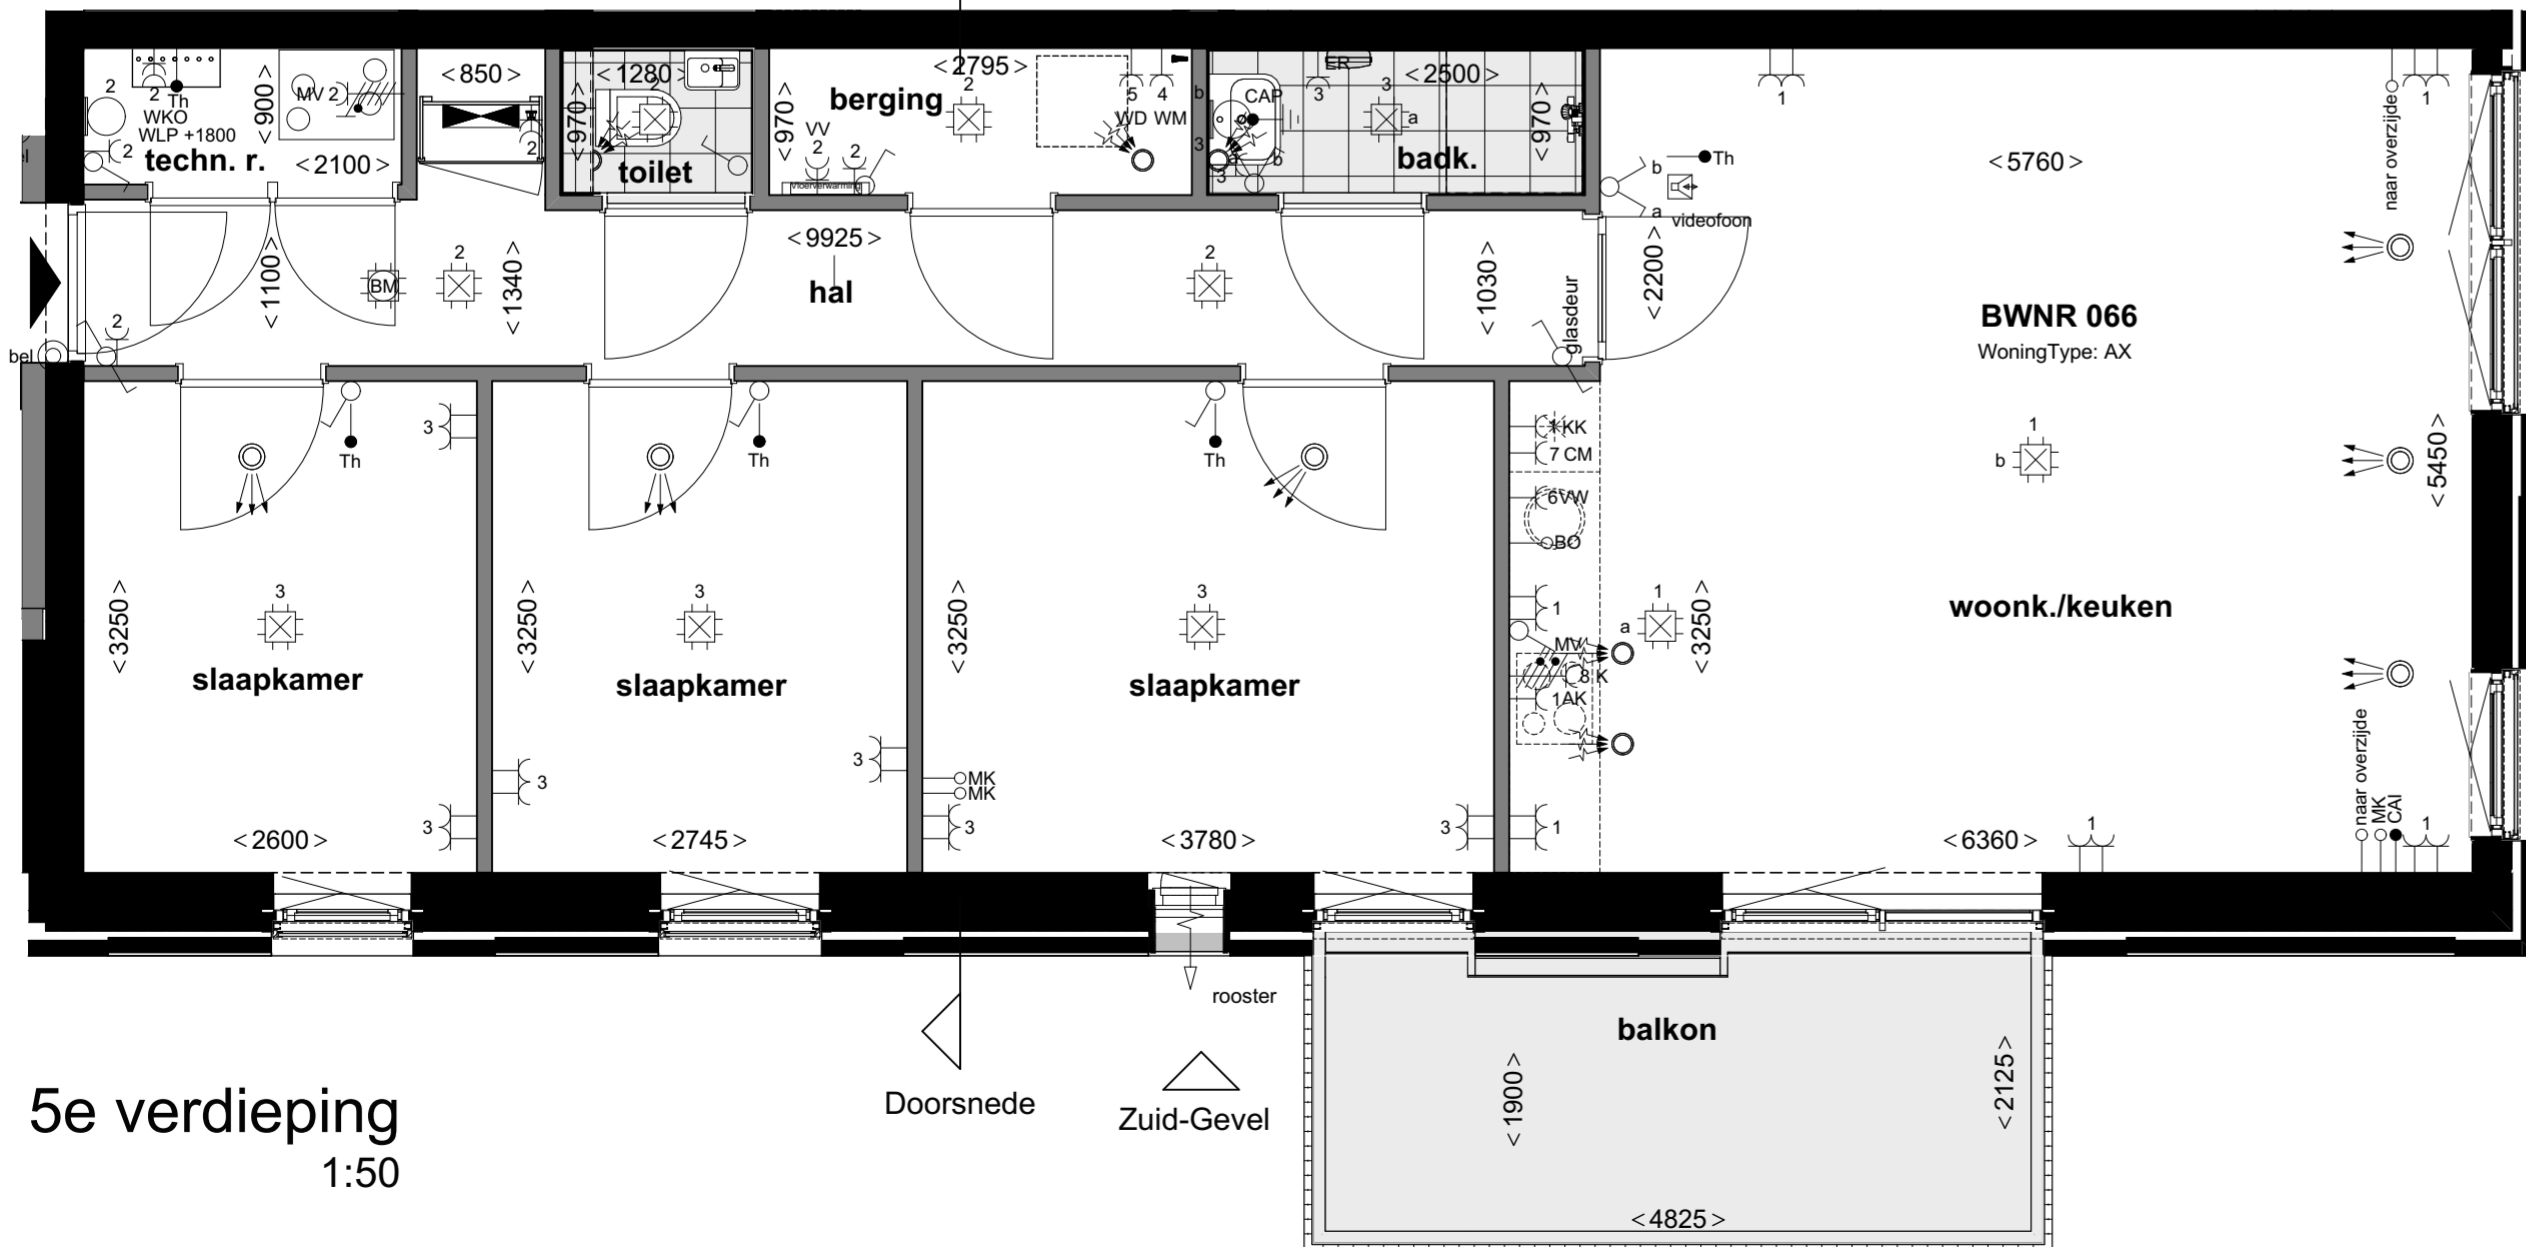 <850>
<1280>
<2795>
<2500>
2
2
Th
WKO
WLP +1800
2
techn. r.
<900>
MV 2
<2100>
2
<970>
2
toilet
<970>
berging
2
VV
2
2
Vloerverwarming
5
4
WD
WM
b
3
CAP
ER
3
3
a
a
b
3
badk.
<970>
1
naar overzijde
1
<5760>
b
Th
a
videofoon
<9925>
hal
<1100>
BM
2
<1340>
2
<1030>
glasdeur
<2200>
bel
2
BWNR 066
WoningType: AX
Th
3
Th
Th
1 KK
7 CM
6VW
BO
1
b
<5450>
<3250>
3
slaapkamer
<3250>
3
slaapkamer
<3250>
3
slaapkamer
1
MV
8 K
1AK
a
1
<3250>
woonk./keuken
3
3
3
MK
MK
3
3
1
naar overzijde
MK
CAI
1
1
<2600>
<2745>
<3780>
<6360>
rooster
balkon
<1900>
<2125>
<4825>
Doorsnede
Zuid-Gevel
5e verdieping
1:50